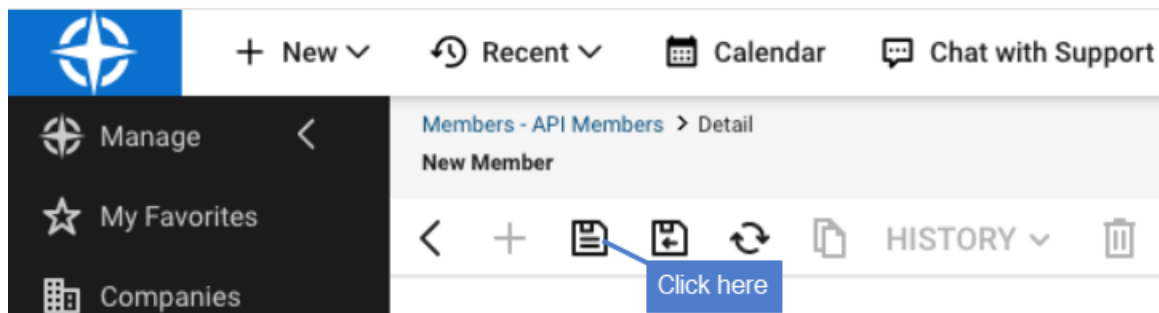 New Recent Calendar Chat with Support
Manage
Members - API Members > Detail
New Member
My Favorites
HISTORY
Click here
Companies